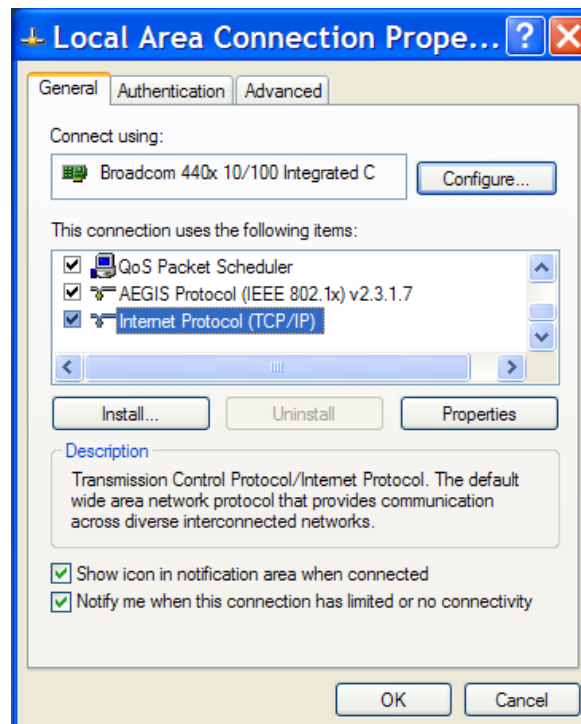 Local Area Connection Prope... ?
General Authentication Advanced
Connect using:
Broadcom 440x 10/100 Integrated C Configure...
This connection uses the following items:
QoS Packet Scheduler
AEGIS Protocol (IEEE 802.1x) v2.3.1.7
Internet Protocol (TCP/IP)
Install... Uninstall Properties
Description
Transmission Control Protocol/Internet Protocol. The default
wide area network protocol that provides communication
across diverse interconnected networks.
Show icon in notification area when connected
Notify me when this connection has limited or no connectivity
OK Cancel